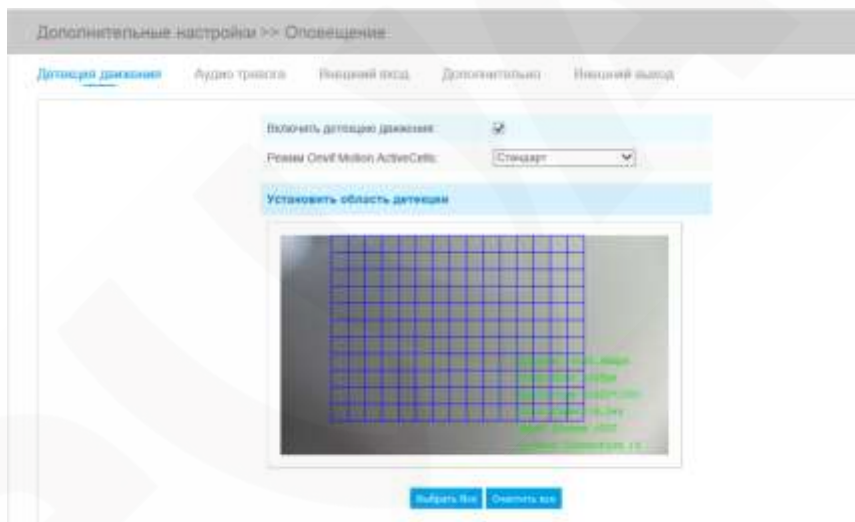 Дополнительные настройки >> Оповещение
Детекция движения Аудио тревога Внешний вход Дополнительно Внешний выход
Включить детекцию движения
Режим Onvif Motion ActiveCells: Стандарт
Установить область детекции
Выбрать Все Очистить все